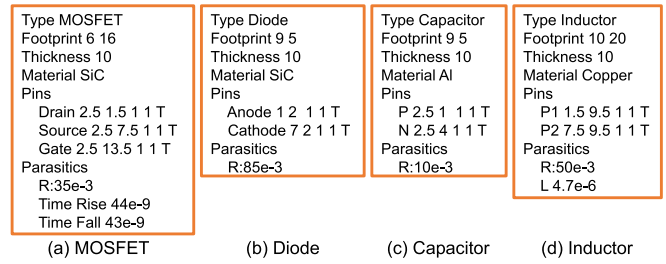 Type MOSFET
Footprint 6 16
Thickness 10
Material SiC
Pins
Drain 2.5 1.5 1 1 T
Source 2.5 7.5 1 1 T
Gate 2.5 13.5 1 1 T
Parasitics
R:35e-3
Time Rise 44e-9
Time Fall 43e-9
(a) MOSFET
Type Diode
Footprint 9 5
Thickness 10
Material SiC
Pins
Anode 1 2 1 1 T
Cathode 7 2 1 1 T
Parasitics
R:85e-3
(b) Diode
Type Capacitor
Footprint 9 5
Thickness 10
Material Al
Pins
P 2.5 1 1 1 T
N 2.5 4 1 1 T
Parasitics
R:10e-3
(c) Capacitor
Type Inductor
Footprint 10 20
Thickness 10
Material Copper
Pins
P1 1.5 9.5 1 1 T
P2 7.5 9.5 1 1 T
Parasitics
R:50e-3
L 4.7e-6
(d) Inductor